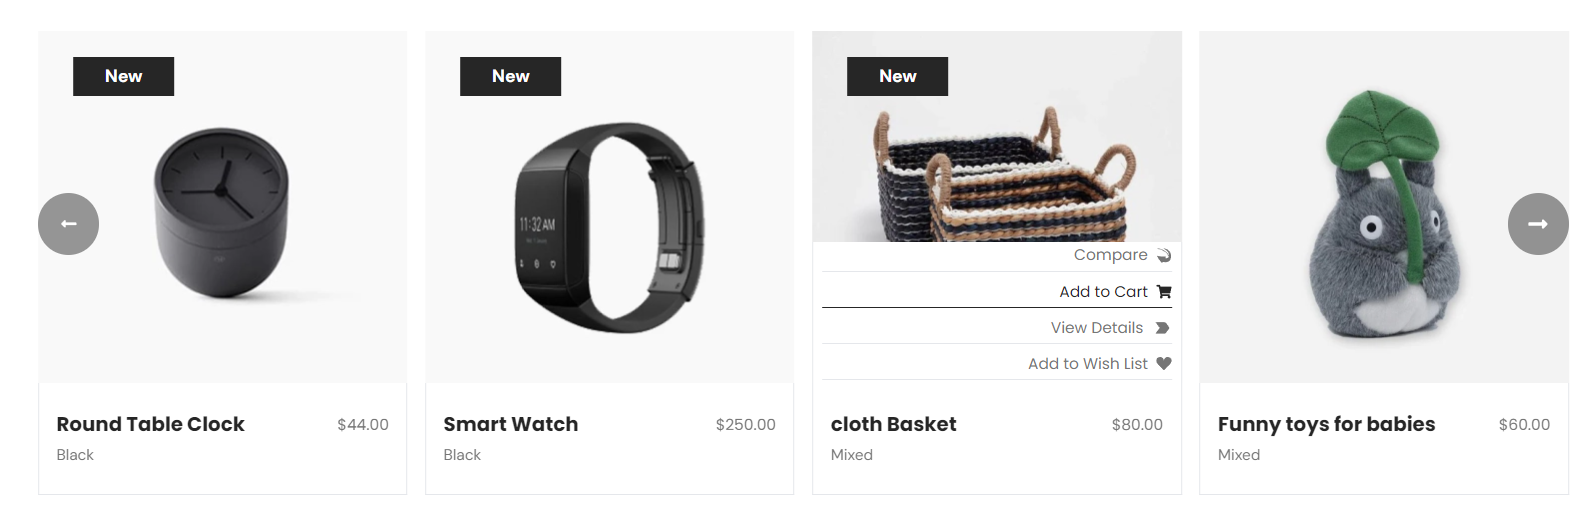 New
New
New
11:32 AM
Compare
Add to Cart
View Details
Add to Wish List
Round Table Clock
$44.00
Black
Smart Watch
$250.00
Black
cloth Basket
$80.00
Mixed
Funny toys for babies
$60.00
Mixed